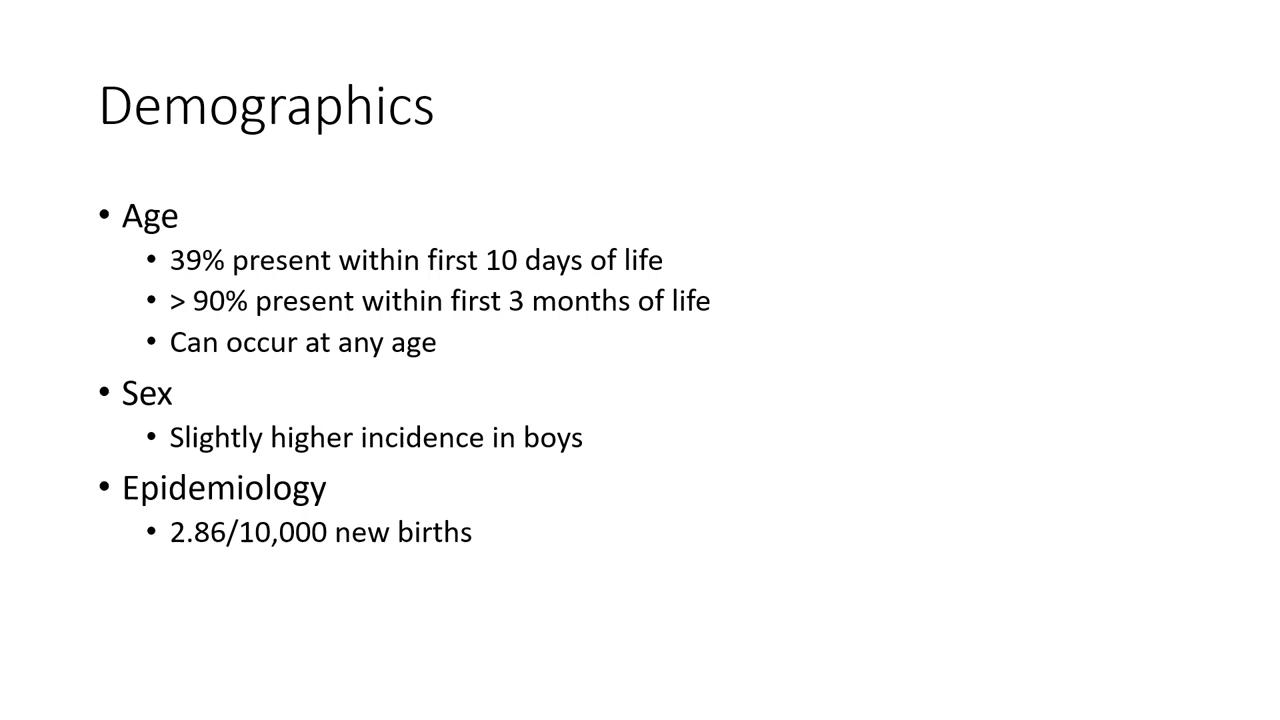 Demographics
• Age
• 39% present within first 10 days of life
• > 90% present within first 3 months of life
• Can occur at any age
• Sex
• Slightly higher incidence in boys
• Epidemiology
• 2.86/10,000 new births